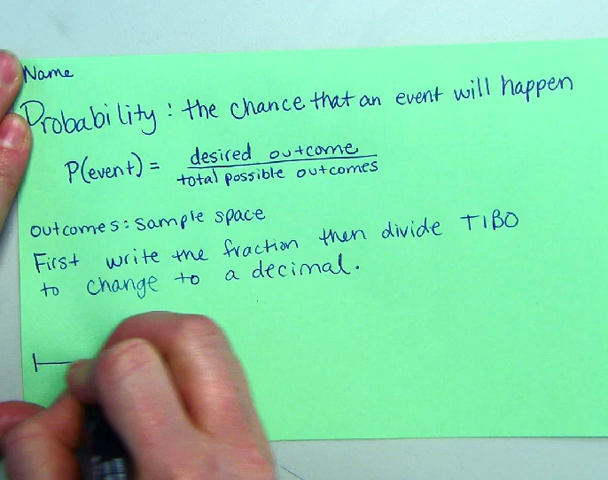 Name
Probability: the chance that an event will happen
P(event) = desired outcome
total possible outcomes
outcomes: sample space
First write the fraction then divide TIBO
to change to a decimal.